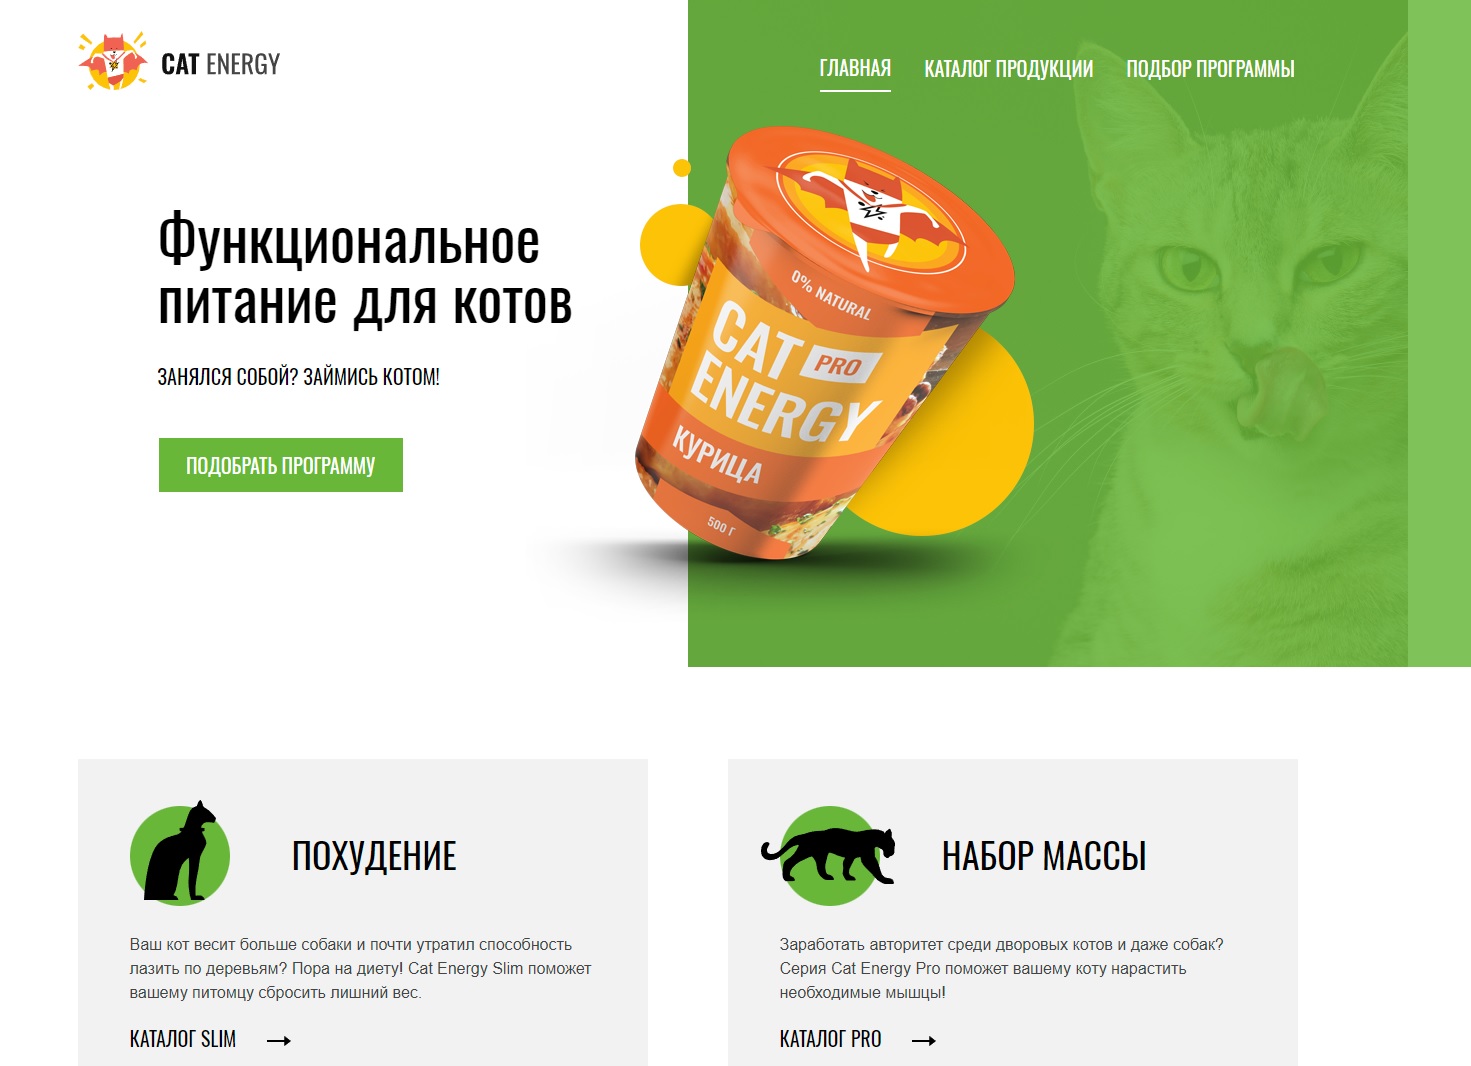 CAT ENERGY
ГЛАВНАЯ
КАТАЛОГ ПРОДУКЦИИ
ПОДБОР ПРОГРАММЫ
Функциональное
питание для котов
ЗАНЯЛСЯ СОБОЙ? ЗАЙМИСЬ КОТОМ!
ПОДОБРАТЬ ПРОГРАММУ
0% NATURAL
CAT PRO
ENERGY
КУРИЦА
500 Г
ПОХУДЕНИЕ
Ваш кот весит больше собаки и почти утратил способность
лазить по деревьям? Пора на диету! Cat Energy Slim поможет
вашему питомцу сбросить лишний вес.
КАТАЛОГ SLIM
НАБОР МАССЫ
Заработать авторитет среди дворовых котов и даже собак?
Серия Cat Energy Pro поможет вашему коту нарастить
необходимые мышцы!
КАТАЛОГ PRO